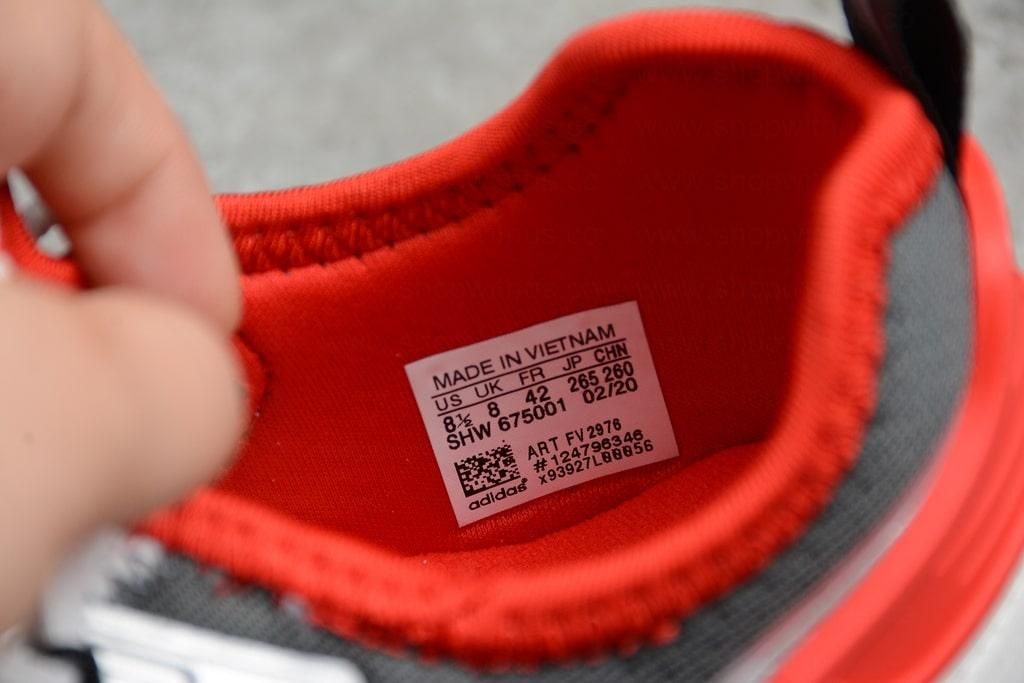 MADE IN VIETNAM
US UK FR JP CHN
8½ 8 42 265 260
SHW 675001 02/20
ART FV2976
#124796346
x93927L00056
adidas